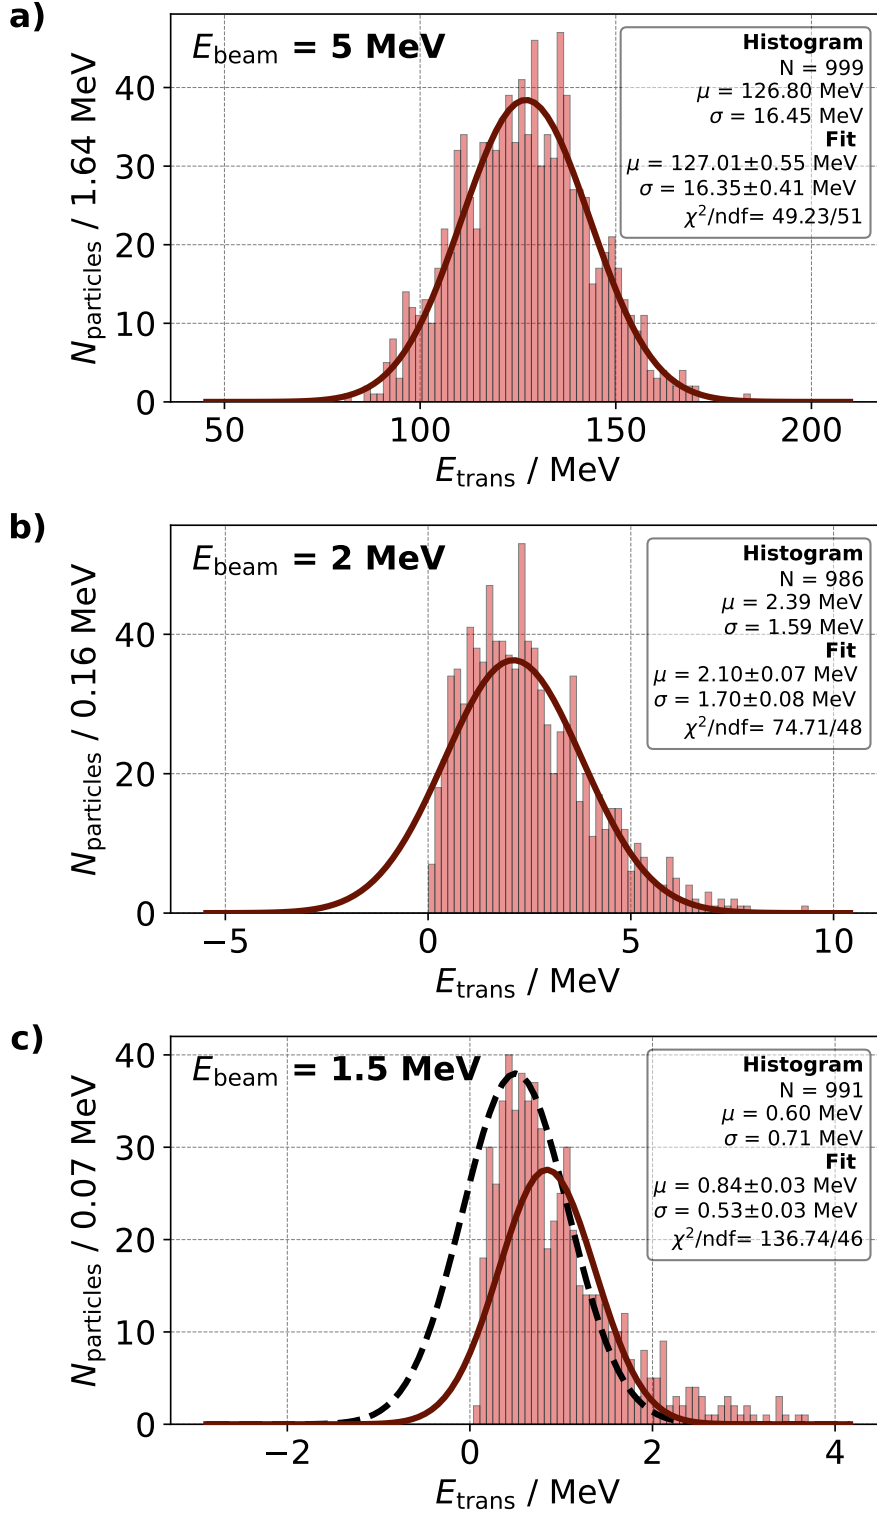 a)
E_beam = 5 MeV
Histogram
N = 999
μ = 126.80 MeV
σ = 16.45 MeV
Fit
μ = 127.01±0.55 MeV
σ = 16.35±0.41 MeV
χ²/ndf= 49.23/51
N_particles / 1.64 MeV
40
30
20
10
0
50 100 150 200
E_trans / MeV
b)
E_beam = 2 MeV
Histogram
N = 986
μ = 2.39 MeV
σ = 1.59 MeV
Fit
μ = 2.10±0.07 MeV
σ = 1.70±0.08 MeV
χ²/ndf= 74.71/48
N_particles / 0.16 MeV
40
20
0
−5 0 5 10
E_trans / MeV
c)
E_beam = 1.5 MeV
Histogram
N = 991
μ = 0.60 MeV
σ = 0.71 MeV
Fit
μ = 0.84±0.03 MeV
σ = 0.53±0.03 MeV
χ²/ndf= 136.74/46
N_particles / 0.07 MeV
40
30
20
10
0
−2 0 2 4
E_trans / MeV